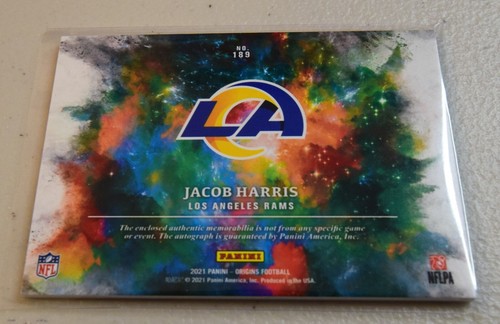 NO.
189
LA
JACOB HARRIS
LOS ANGELES RAMS
The enclosed authentic memorabilia is not from any specific game
or event. The autograph is guaranteed by Panini America, Inc.
PANINI
2021 PANINI - ORIGINS FOOTBALL
© 2021 Panini America, Inc. Produced in the USA.
NFL
NFLPA